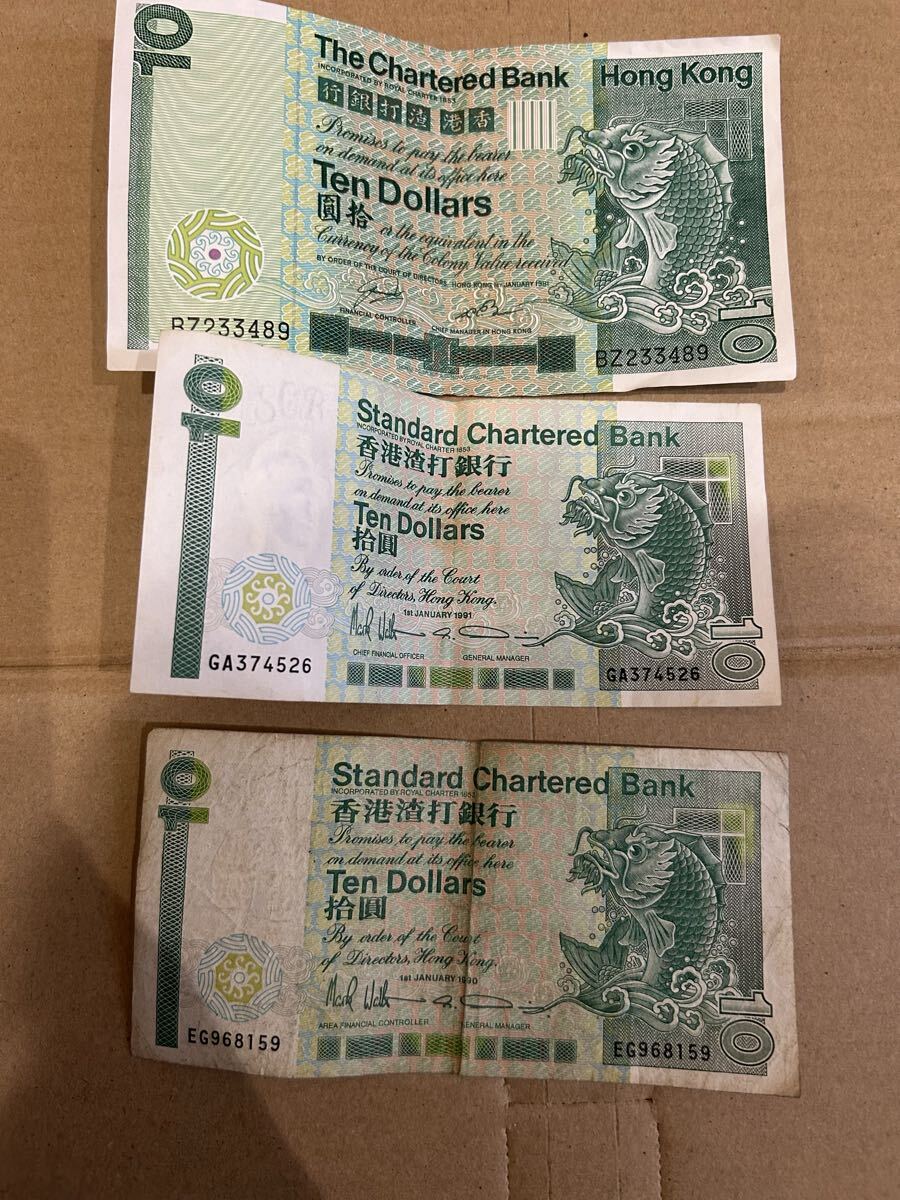 10
The Chartered Bank
Hong Kong
INCORPORATED BY ROYAL CHARTER 1853
行銀打渣港香
Promises to pay the bearer
on demand at its office here
Ten Dollars
圓拾
or the equivalent in the
Currency of the Colony Value received
BY ORDER OF THE COURT OF DIRECTORS
HONG KONG 1ST JANUARY 1981
FINANCIAL CONTROLLER
CHIEF MANAGER IN HONG KONG
BZ233489
BZ233489
10
10
Standard Chartered Bank
INCORPORATED BY ROYAL CHARTER 1853
香港渣打銀行
Promises to pay the bearer
on demand at its office here
Ten Dollars
拾圓
By order of the Court
of Directors, Hong Kong.
1st JANUARY 1991
CHIEF FINANCIAL OFFICER
GENERAL MANAGER
GA374526
GA374526
10
10
Standard Chartered Bank
INCORPORATED BY ROYAL CHARTER 1853
香港渣打銀行
Promises to pay the bearer
on demand at its office here
Ten Dollars
拾圓
By order of the Court
of Directors, Hong Kong.
1st JANUARY 1990
AREA FINANCIAL CONTROLLER
GENERAL MANAGER
EG968159
EG968159
10